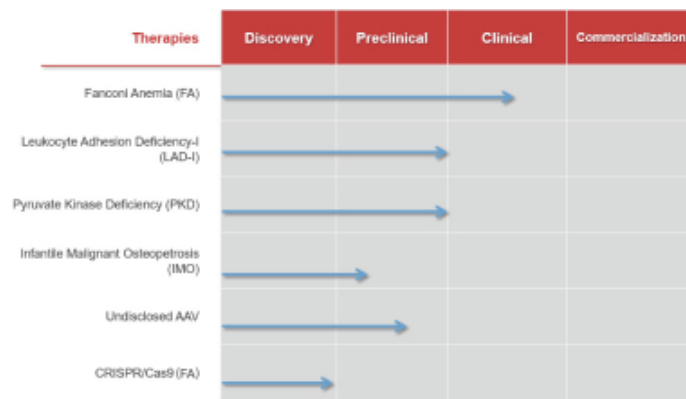 Therapies Discovery Preclinical Clinical Commercialization
Fanconi Anemia (FA)
Leukocyte Adhesion Deficiency-I
(LAD-I)
Pyruvate Kinase Deficiency (PKD)
Infantile Malignant Osteopetrosis
(IMO)
Undisclosed AAV
CRISPR/Cas9 (FA)